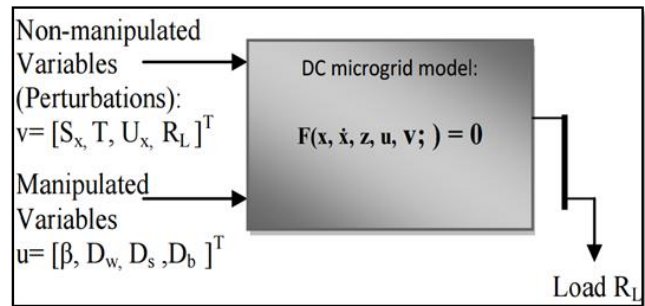 Non-manipulated
Variables
(Perturbations):
v= [Sx, T, Ux, RL ]T
Manipulated
Variables
u= [β, Dw, Ds ,Db ]T
DC microgrid model:
F(x, ẋ, z, u, v; ) = 0
Load RL